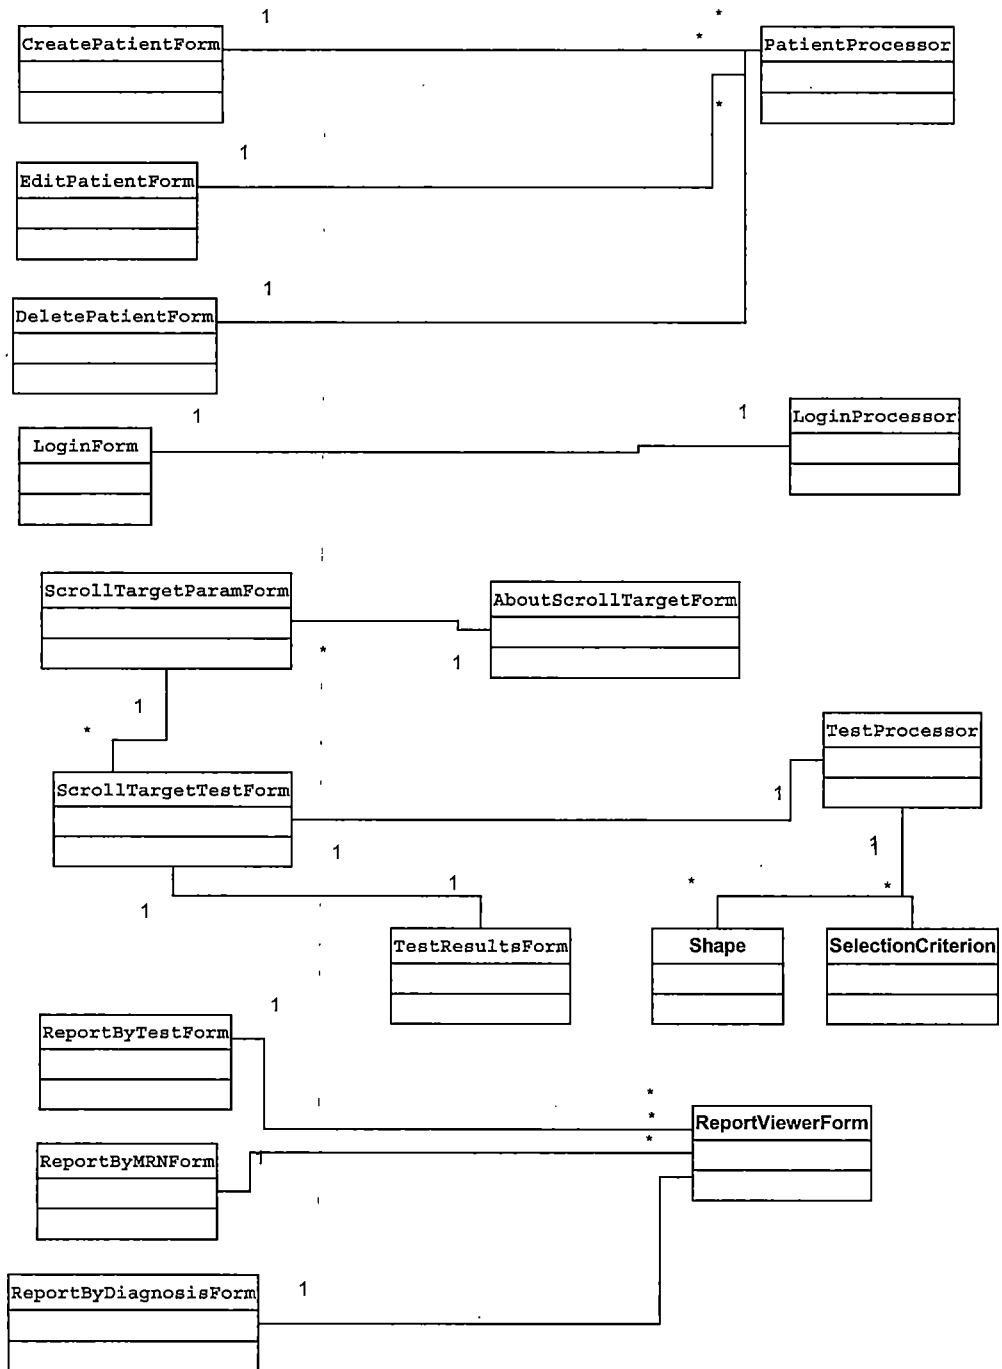 1
*
CreatePatientForm
*
PatientProcessor
*
1
EditPatientForm
1
DeletePatientForm
1
1
LoginProcessor
LoginForm
ScrollTargetParamForm
AboutScrollTargetForm
*
1
1
*
TestProcessor
ScrollTargetTestForm
1
1
1
1
*
*
1
1
TestResultsForm
Shape
SelectionCriterion
1
ReportByTestForm
*
*
ReportViewerForm
*
ReportByMRNForm
1
1
ReportByDiagnosisForm